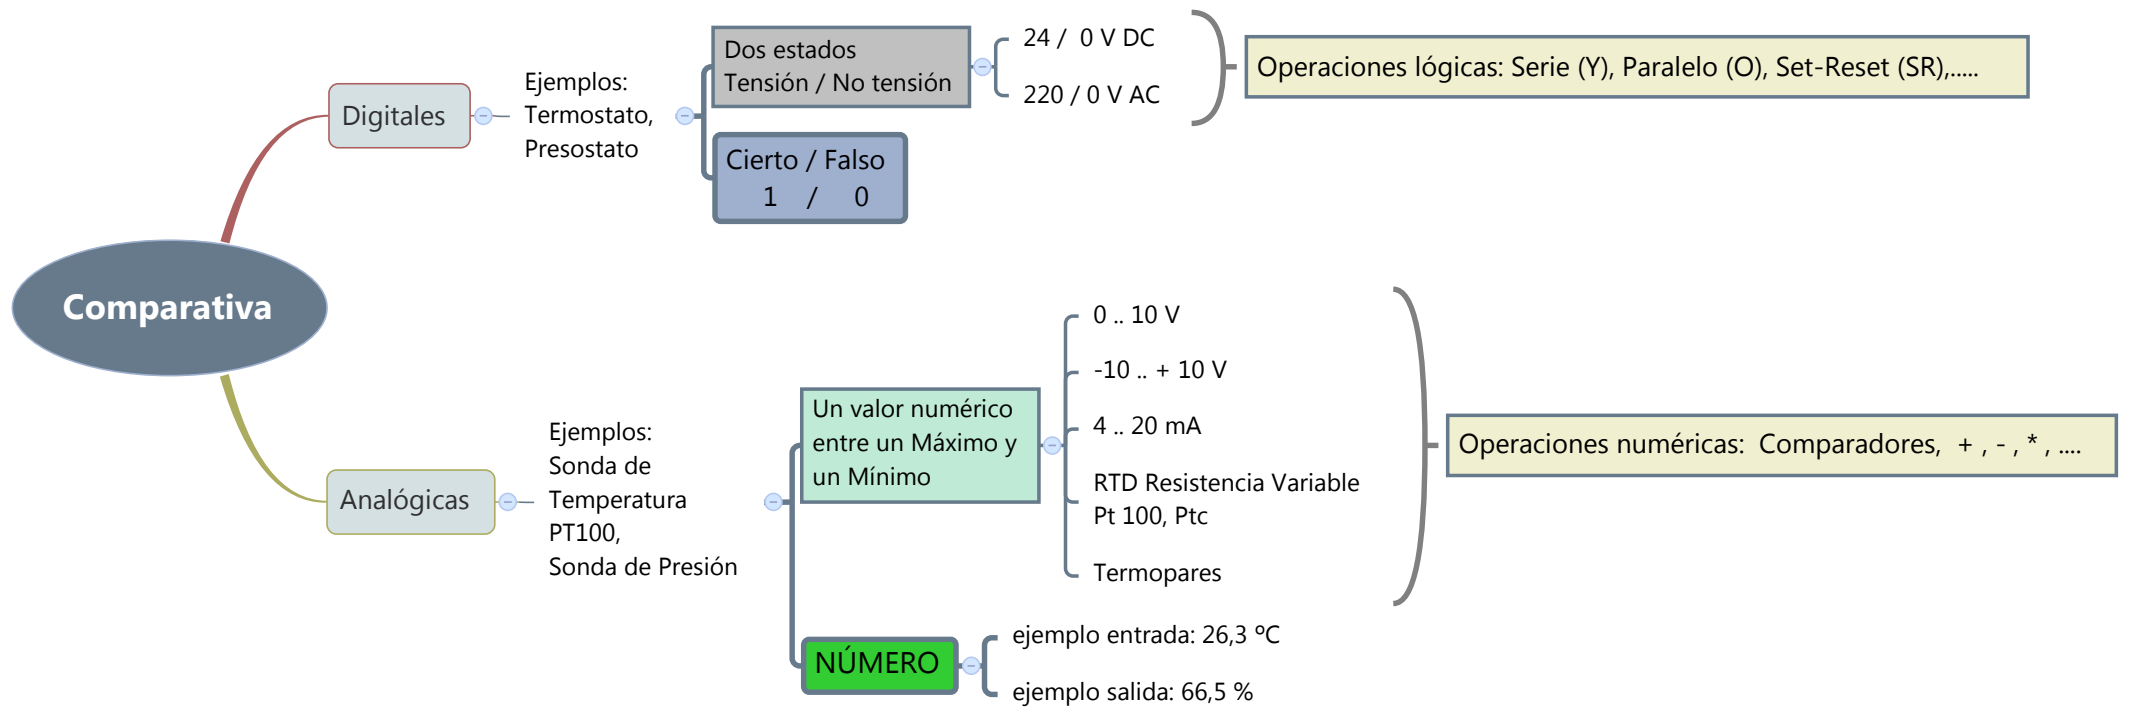 Comparativa
Digitales
Ejemplos:
Termostato,
Presostato
Dos estados
Tensión / No tensión
24 /  0 V DC
220 / 0 V AC
Operaciones lógicas: Serie (Y), Paralelo (O), Set-Reset (SR),.....
Cierto / Falso
1    /     0
Analógicas
Ejemplos:
Sonda de
Temperatura
PT100,
Sonda de Presión
Un valor numérico
entre un Máximo y
un Mínimo
0 .. 10 V
-10 .. + 10 V
4 .. 20 mA
RTD Resistencia Variable
Pt 100, Ptc
Termopares
Operaciones numéricas:  Comparadores,  + , - , * , ....
NÚMERO
ejemplo entrada: 26,3 ºC
ejemplo salida: 66,5 %